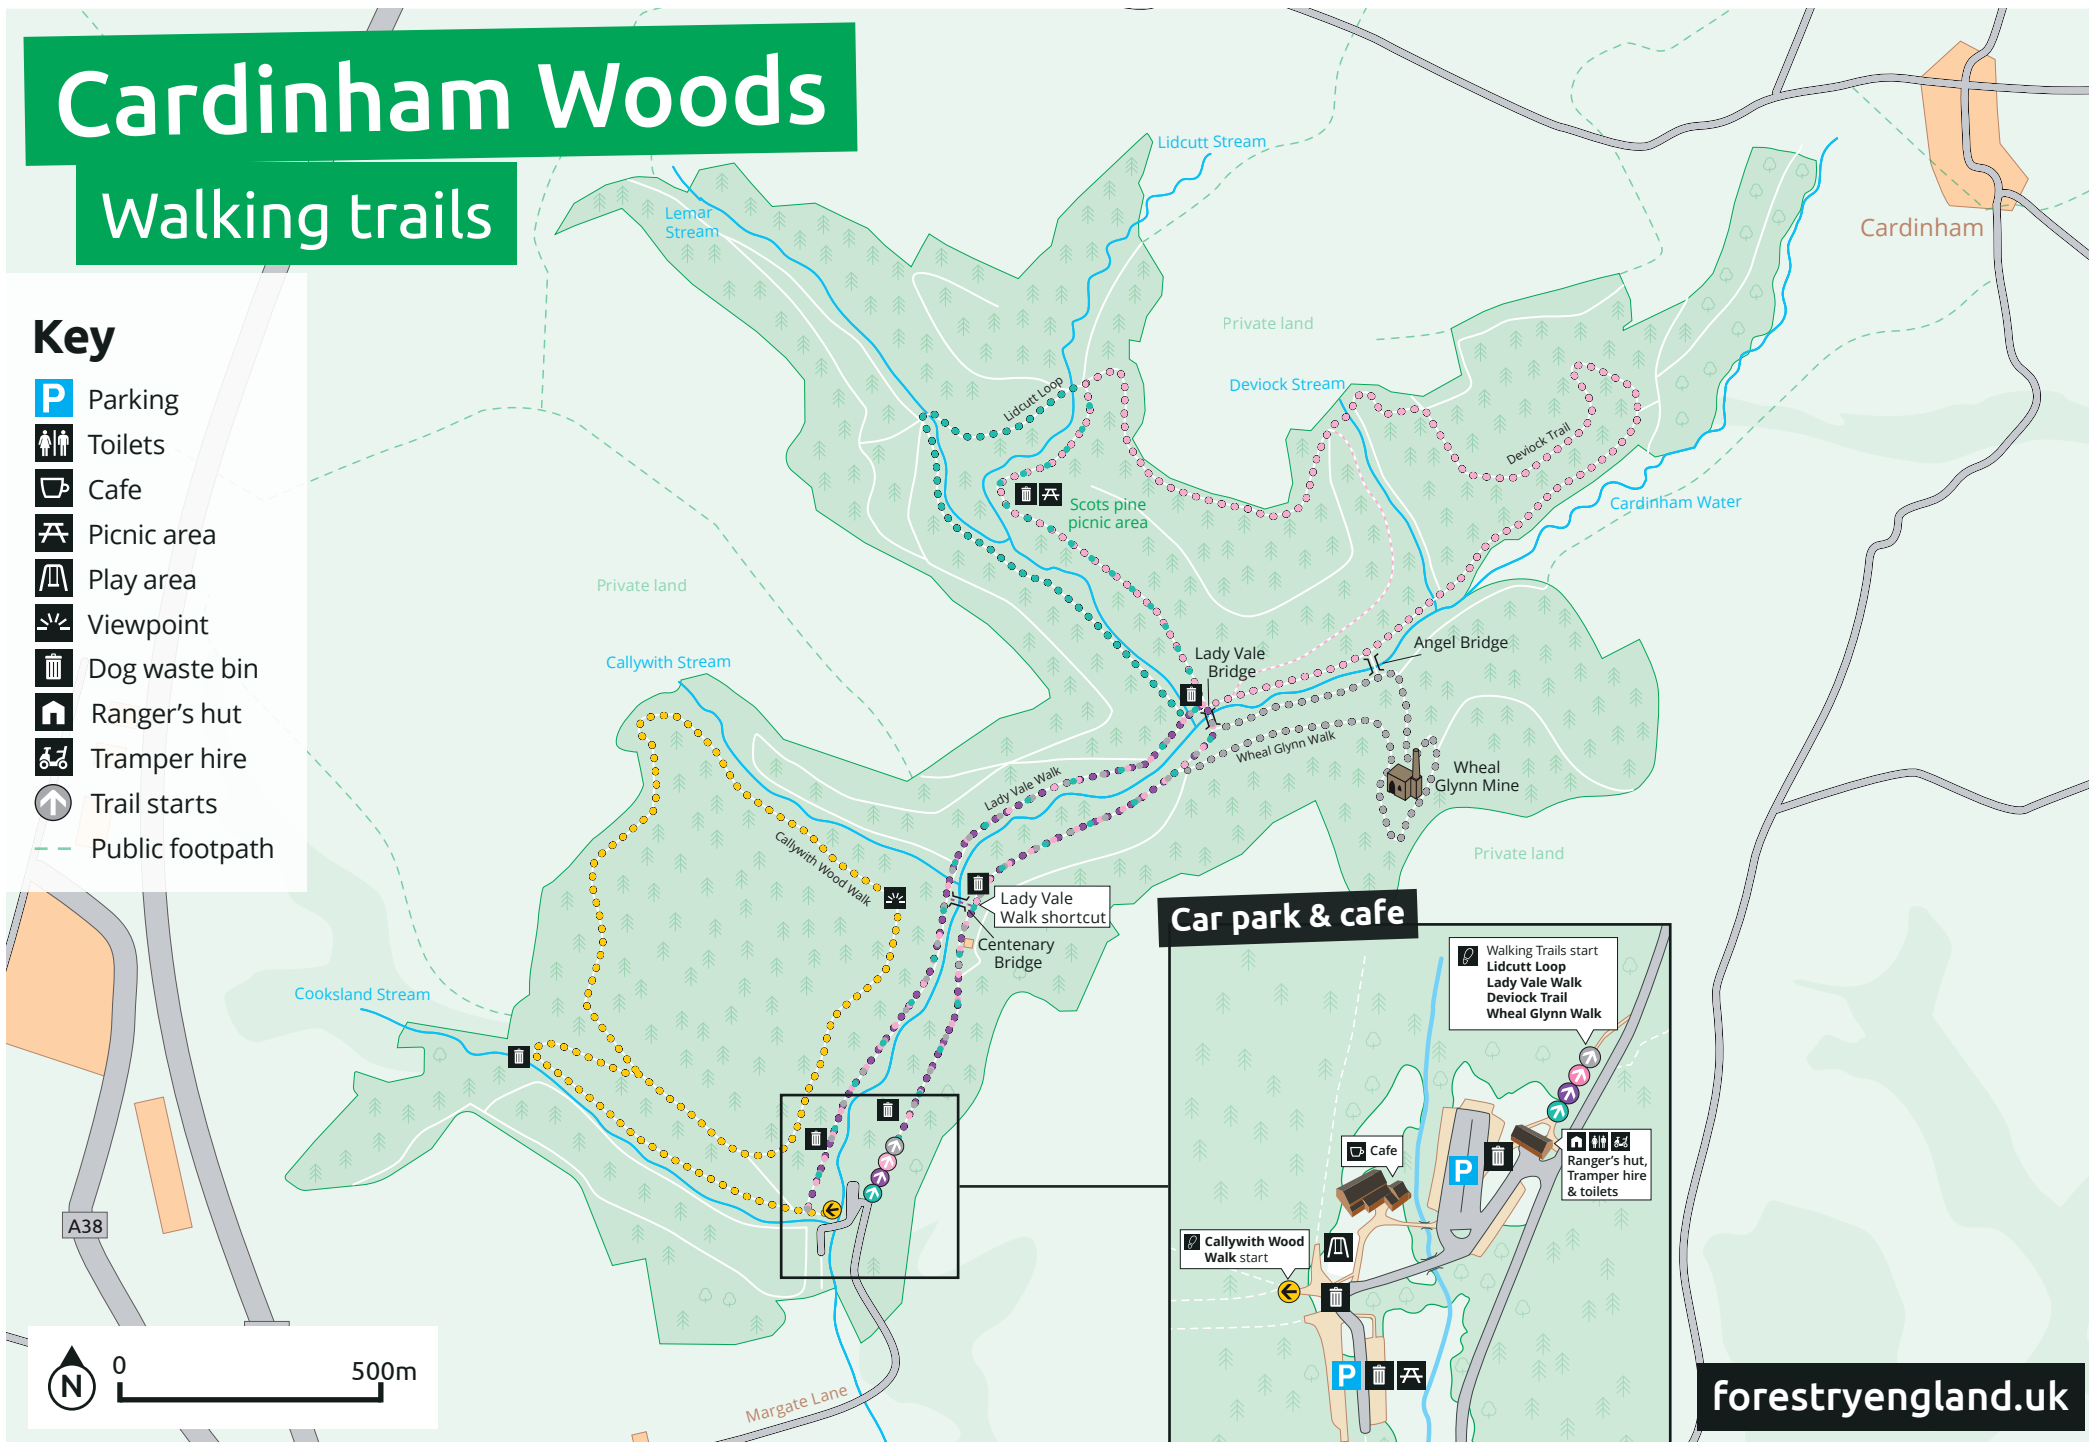 Cardinham Woods
Walking trails
Key
P Parking
Toilets
Cafe
Picnic area
Play area
Viewpoint
Dog waste bin
Ranger's hut
Tramper hire
Trail starts
Public footpath
Lidcutt Stream
Lemar
Stream
Cardinham
Private land
Deviock Stream
Lidcutt Loop
Deviock Trail
Scots pine
picnic area
Cardinham Water
Private land
Callywith Stream
Lady Vale
Bridge
Angel Bridge
Wheal Glynn Walk
Wheal
Glynn Mine
Lady Vale Walk
Callywith Wood Walk
Private land
Lady Vale
Walk shortcut
Centenary
Bridge
Cooksland Stream
A38
Margate Lane
N
0
500m
Car park & cafe
Walking Trails start
Lidcutt Loop
Lady Vale Walk
Deviock Trail
Wheal Glynn Walk
Cafe
P
Ranger's hut,
Tramper hire
& toilets
Callywith Wood
Walk start
P
forestryengland.uk